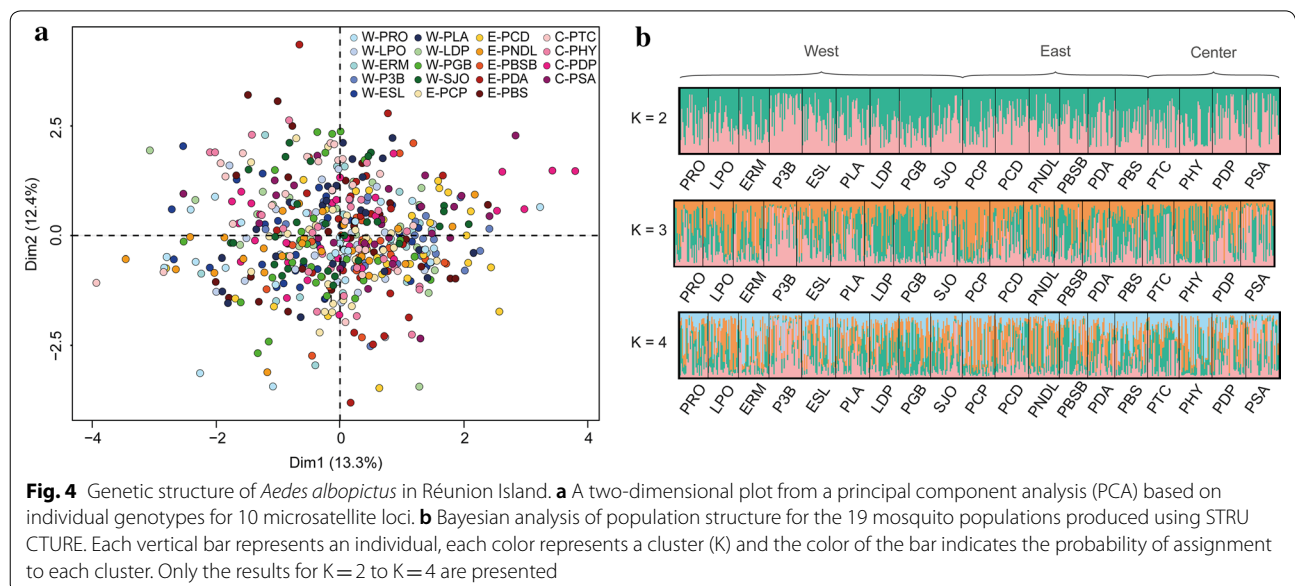 a
W-PRO W-PLA E-PCD C-PTC
W-LPO W-LDP E-PNDL C-PHY
W-ERM W-PGB E-PBSB C-PDP
W-P3B W-SJO E-PDA C-PSA
W-ESL E-PCP E-PBS
Dim2 (12.4%)
2.5
0.0
−2.5
−4 −2 0 2 4
Dim1 (13.3%)
b
West East Center
K = 2
PRO LPO ERM P3B ESL PLA LDP PGB SJO PCP PCD PNDL PBSB PDA PBS PTC PHY PDP PSA
K = 3
PRO LPO ERM P3B ESL PLA LDP PGB SJO PCP PCD PNDL PBSB PDA PBS PTC PHY PDP PSA
K = 4
PRO LPO ERM P3B ESL PLA LDP PGB SJO PCP PCD PNDL PBSB PDA PBS PTC PHY PDP PSA
Fig. 4 Genetic structure of Aedes albopictus in Réunion Island. a A two-dimensional plot from a principal component analysis (PCA) based on
individual genotypes for 10 microsatellite loci. b Bayesian analysis of population structure for the 19 mosquito populations produced using STRU
CTURE. Each vertical bar represents an individual, each color represents a cluster (K) and the color of the bar indicates the probability of assignment
to each cluster. Only the results for K = 2 to K = 4 are presented